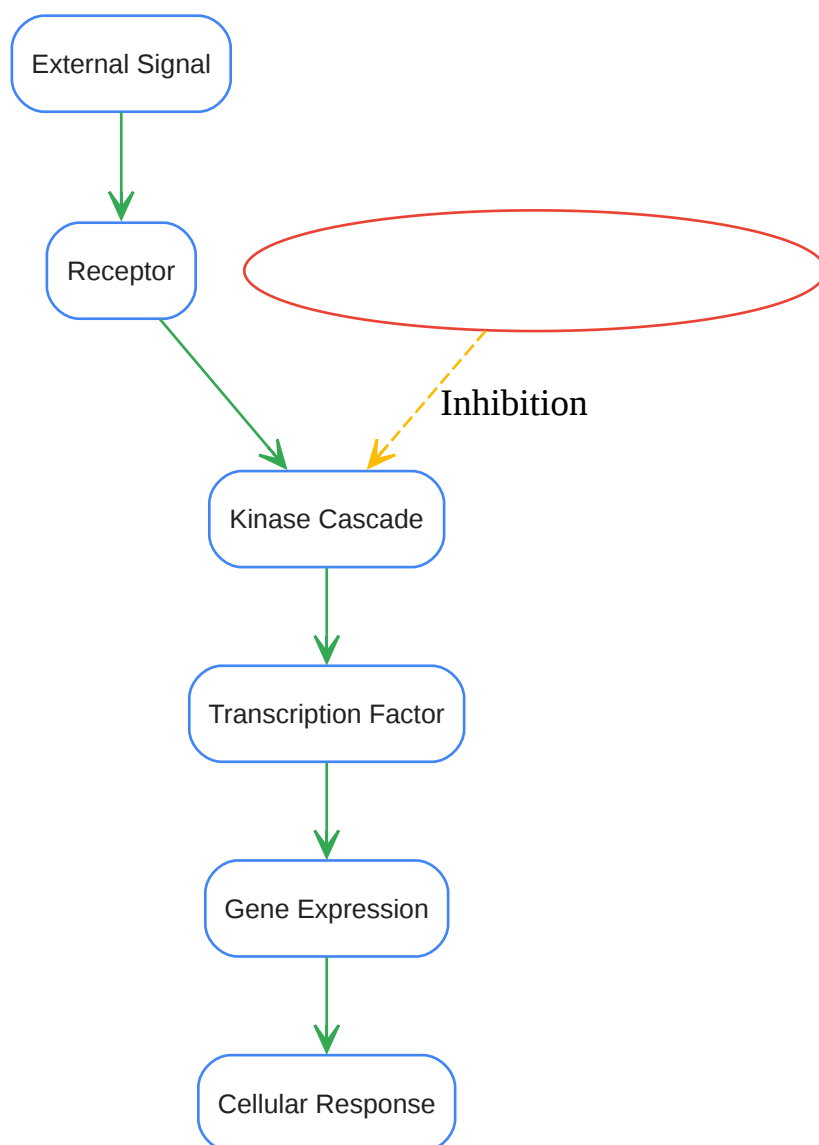 External Signal
Receptor
Inhibition
Kinase Cascade
Transcription Factor
Gene Expression
Cellular Response